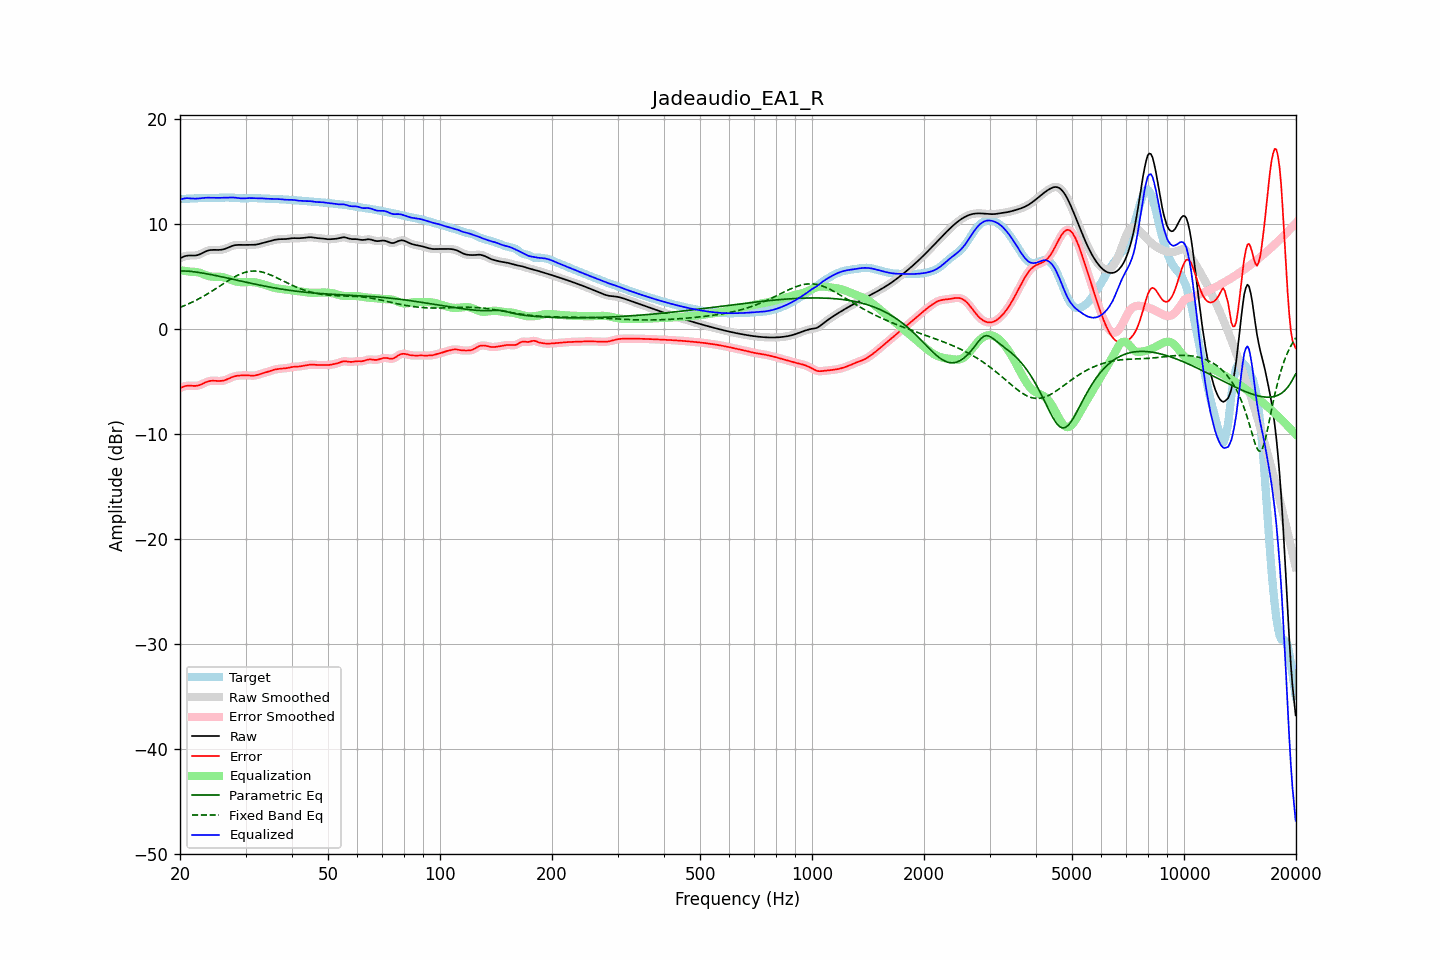 Jadeaudio_EA1_R
20
10
0
−10
−20
−30
−40
−50
Amplitude (dBr)
Target
Raw Smoothed
Error Smoothed
Raw
Error
Equalization
Parametric Eq
Fixed Band Eq
Equalized
20 50 100 200 500 1000 2000 5000 10000 20000
Frequency (Hz)